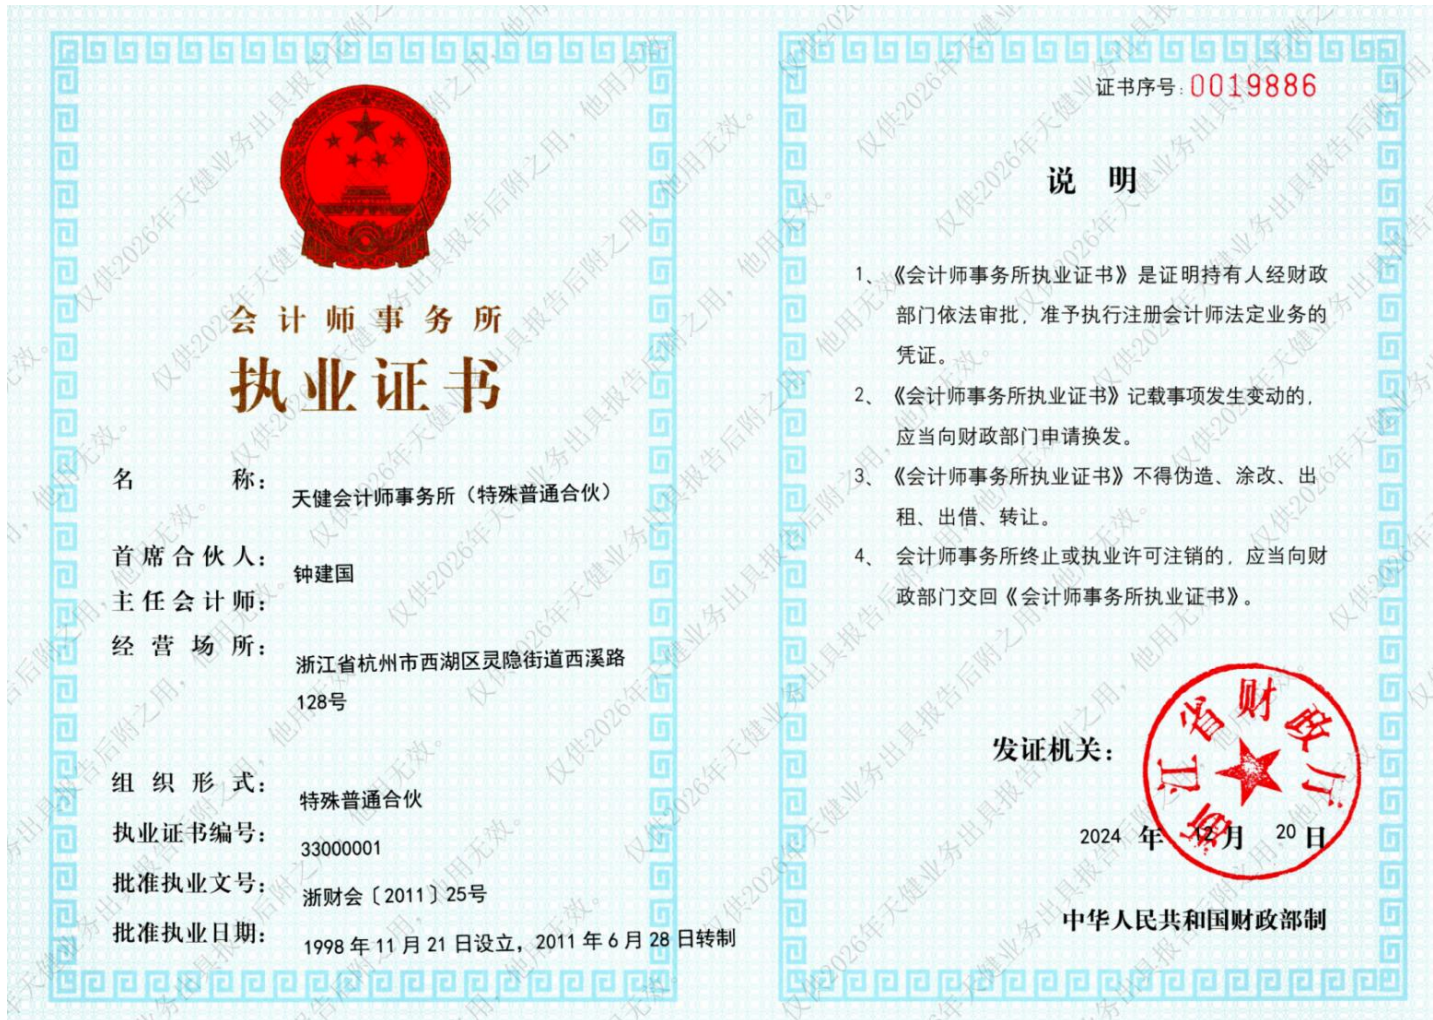 会计师事务所
执业证书
名称：天健会计师事务所（特殊普通合伙）
首席合伙人：钟建国
主任会计师：
经营场所：浙江省杭州市西湖区灵隐街道西溪路
128号
组织形式：特殊普通合伙
执业证书编号：33000001
批准执业文号：浙财会〔2011〕25号
批准执业日期：1998年11月21日设立，2011年6月28日转制
证书序号：0019886
说明
1、《会计师事务所执业证书》是证明持有人经财政
部门依法审批，准予执行注册会计师法定业务的
凭证。
2、《会计师事务所执业证书》记载事项发生变动的，
应当向财政部门申请换发。
3、《会计师事务所执业证书》不得伪造、涂改、出
租、出借、转让。
4、会计师事务所终止或执业许可注销的，应当向财
政部门交回《会计师事务所执业证书》。
发证机关：
浙江省财政厅
2024年12月20日
中华人民共和国财政部制
仅供2026年天健业务出具报告后附之用，他用无效。